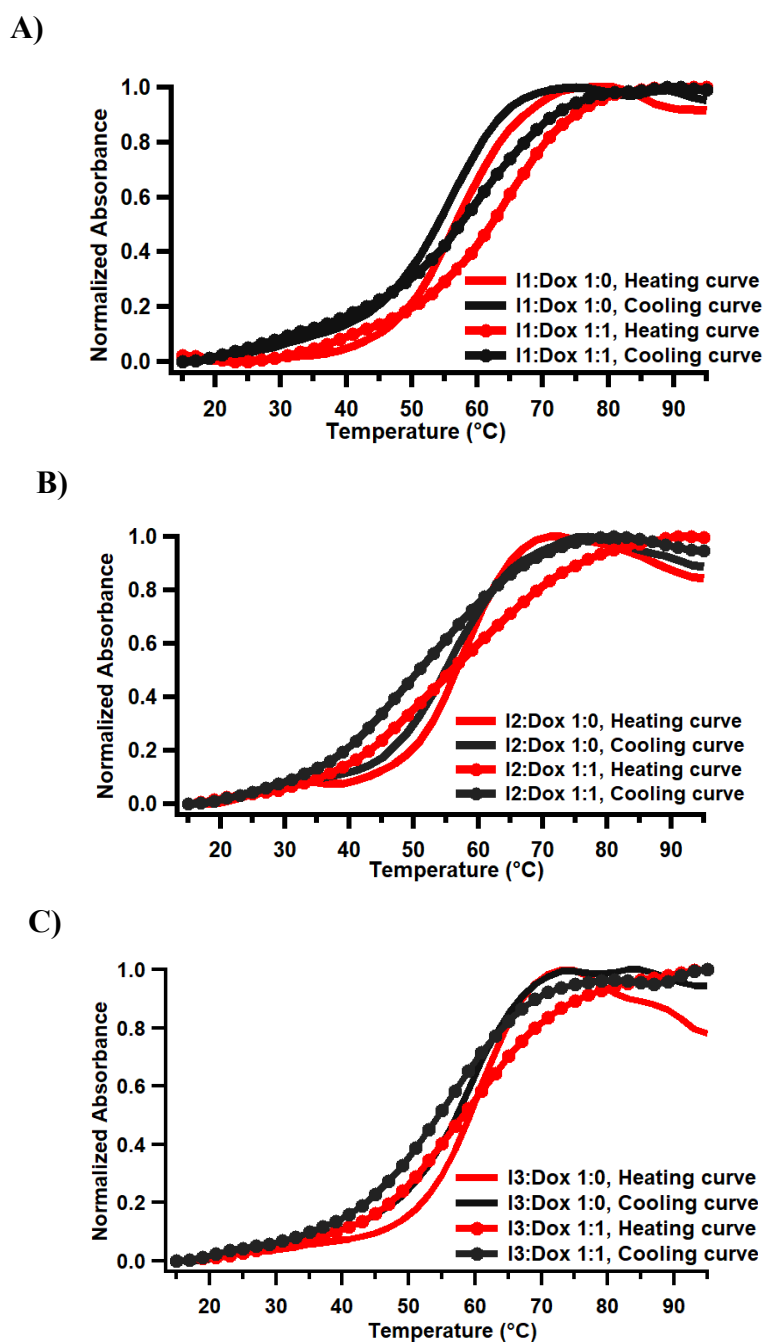 A)
Normalized Absorbance
1.0
0.8
0.6
0.4
0.2
0.0
I1:Dox 1:0, Heating curve
I1:Dox 1:0, Cooling curve
I1:Dox 1:1, Heating curve
I1:Dox 1:1, Cooling curve
20 30 40 50 60 70 80 90
Temperature (°C)
B)
Normalized Absorbance
1.0
0.8
0.6
0.4
0.2
0.0
I2:Dox 1:0, Heating curve
I2:Dox 1:0, Cooling curve
I2:Dox 1:1, Heating curve
I2:Dox 1:1, Cooling curve
20 30 40 50 60 70 80 90
Temperature (°C)
C)
Normalized Absorbance
1.0
0.8
0.6
0.4
0.2
0.0
I3:Dox 1:0, Heating curve
I3:Dox 1:0, Cooling curve
I3:Dox 1:1, Heating curve
I3:Dox 1:1, Cooling curve
20 30 40 50 60 70 80 90
Temperature (°C)